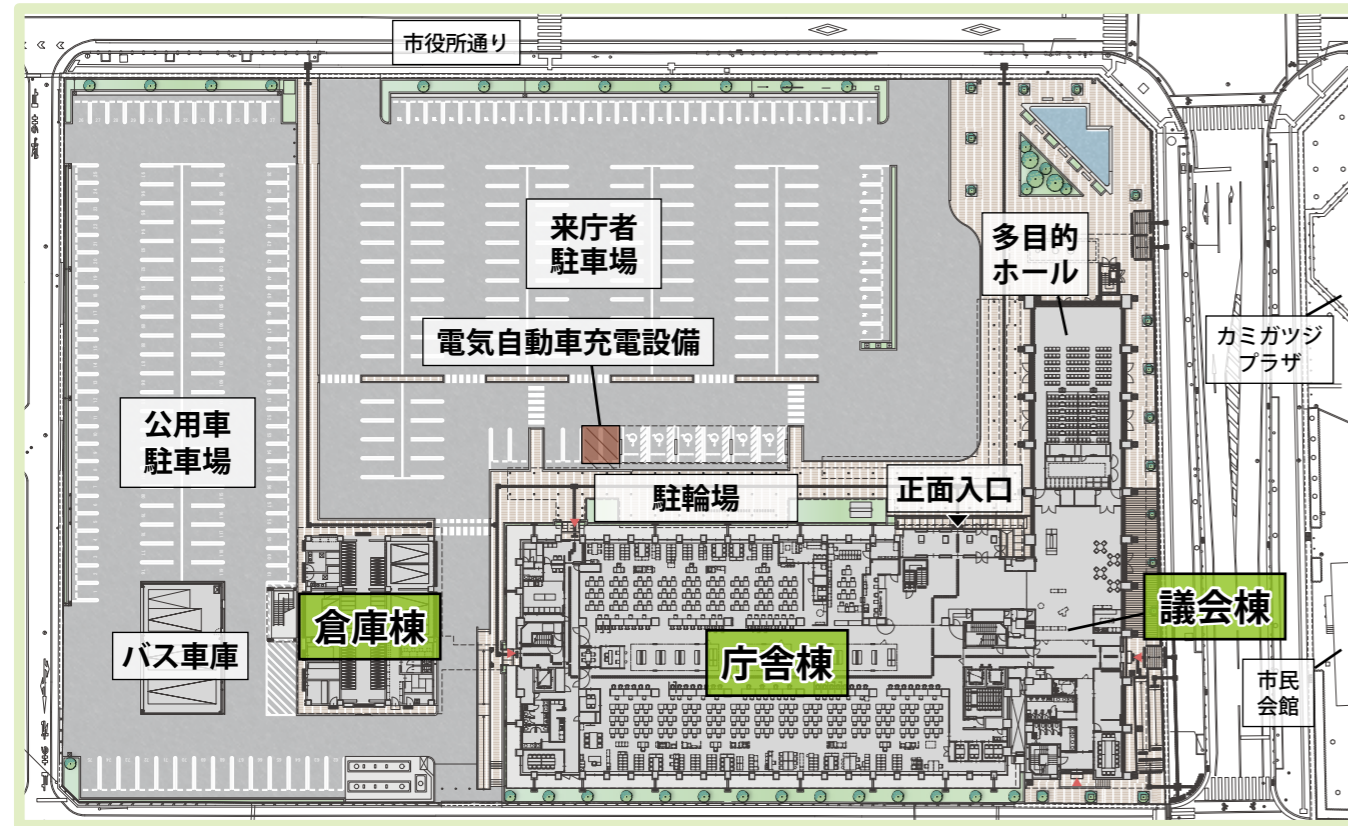 市役所通り
来庁者
駐車場
多目的
ホール
カミガツジ
プラザ
電気自動車充電設備
公用車
駐車場
駐輪場
正面入口
倉庫棟
議会棟
バス車庫
庁舎棟
市民
会館